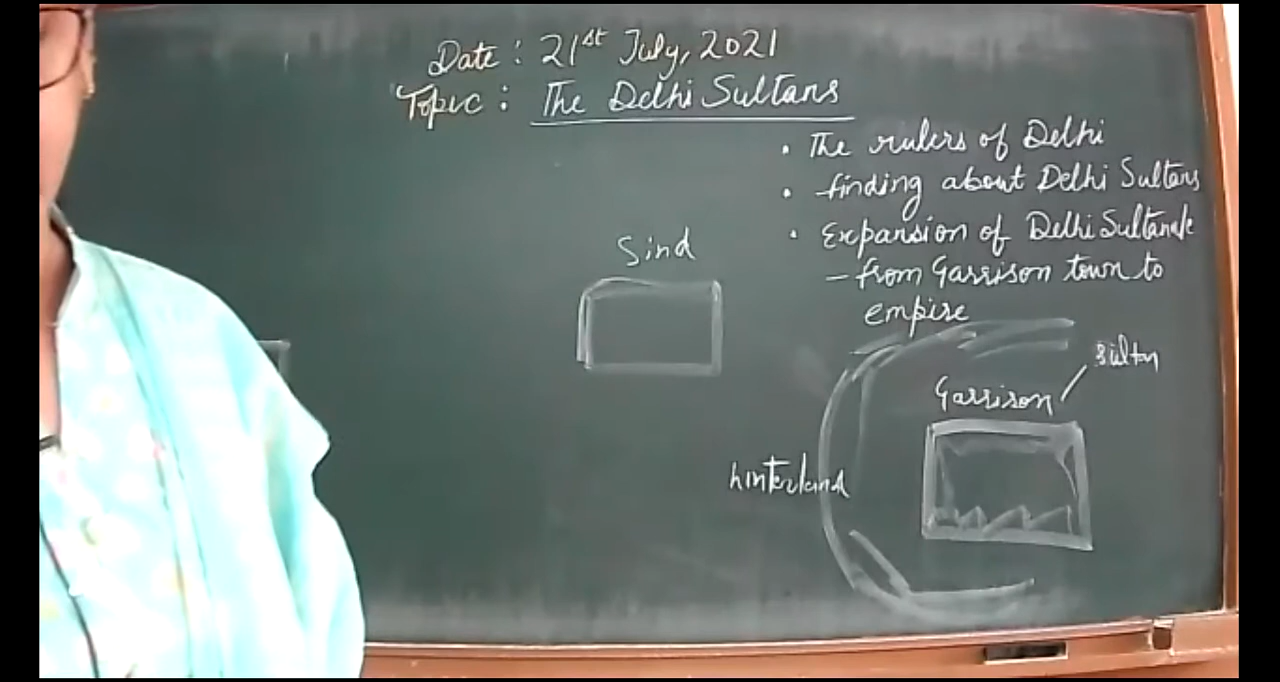 Date : 21st July, 2021
Topic : The Delhi Sultans
• The rulers of Delhi
• finding about Delhi Sultans
• Expansion of Delhi Sultanate
– from Garrison town to
empire
Sind
Sultan
Garrison
hinterland